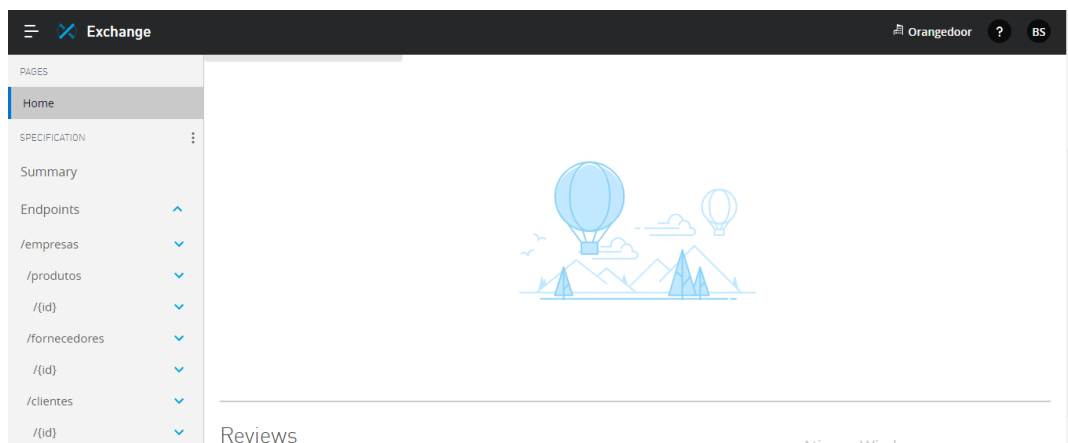 Exchange
Orangedoor
?
BS
PAGES
Home
SPECIFICATION
Summary
Endpoints
/empresas
/produtos
/{id}
/fornecedores
/{id}
/clientes
/{id}
Reviews